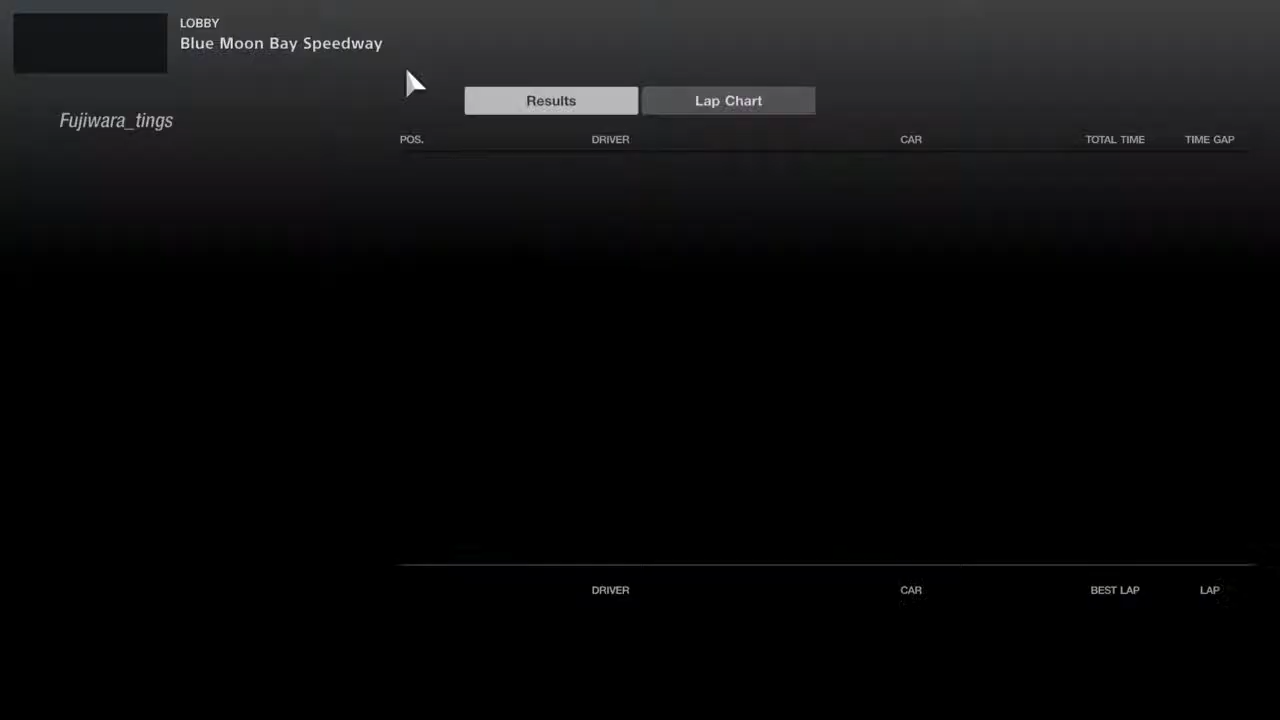 LOBBY
Blue Moon Bay Speedway
Results Lap Chart
Fujiwara_tings
POS. DRIVER CAR TOTAL TIME TIME GAP
DRIVER CAR BEST LAP LAP